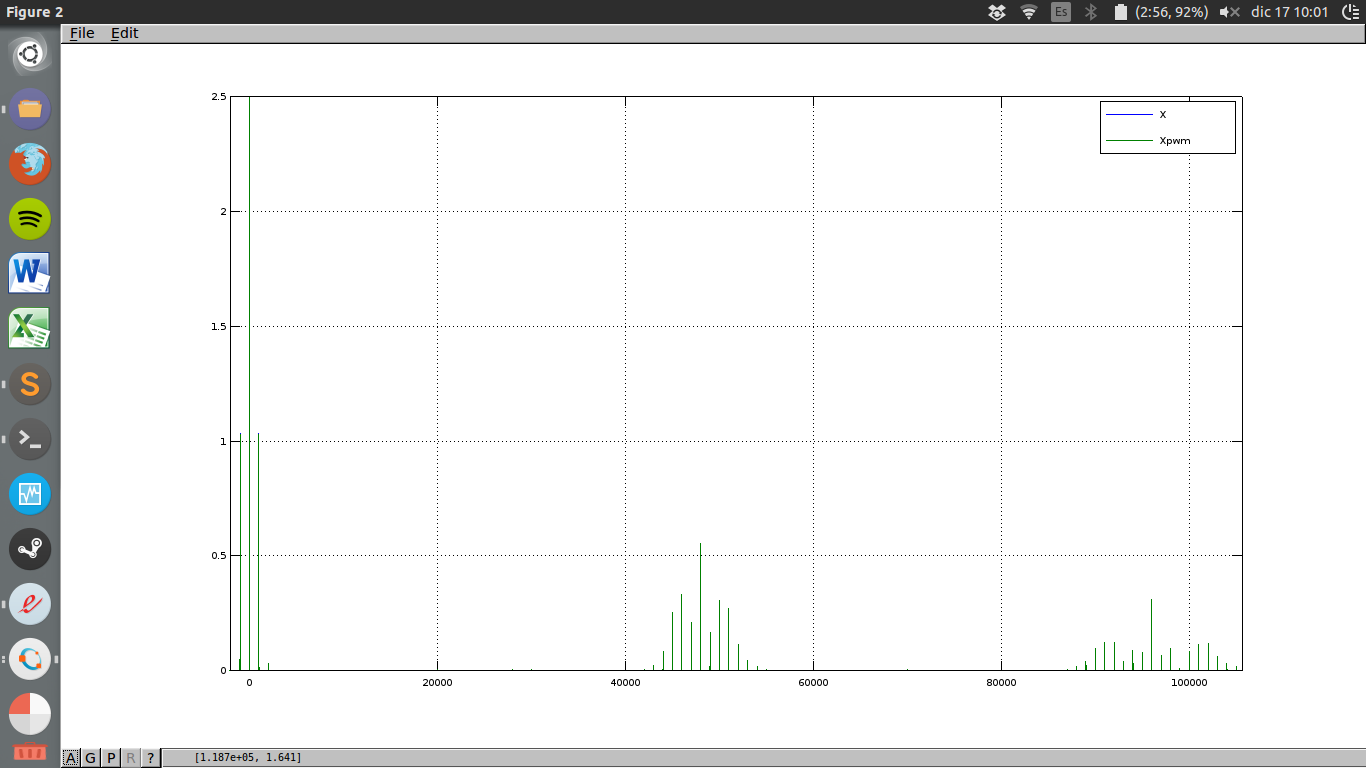 Figure 2
Es
(2:56, 92%)
dic 17 10:01
File Edit
2.5
2
1.5
1
0.5
0
X
Xpwm
0 20000 40000 60000 80000 100000
W
X
S
>_
A G P R ?
[1.187e+05, 1.641]